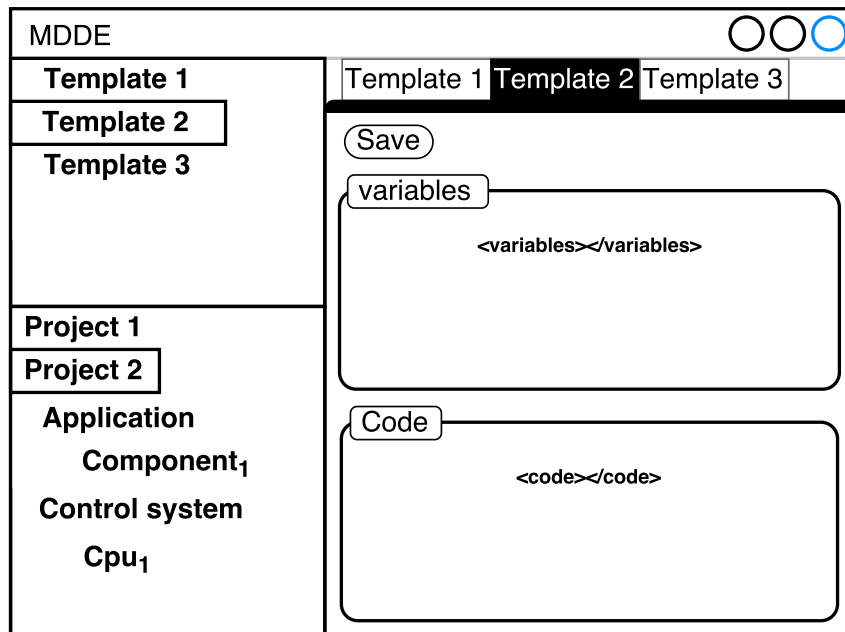 MDDE
Template 1
Template 2
Template 3
Project 1
Project 2
Application
Component1
Control system
Cpu1
Template 1 Template 2 Template 3
Save
variables
<variables></variables>
Code
<code></code>